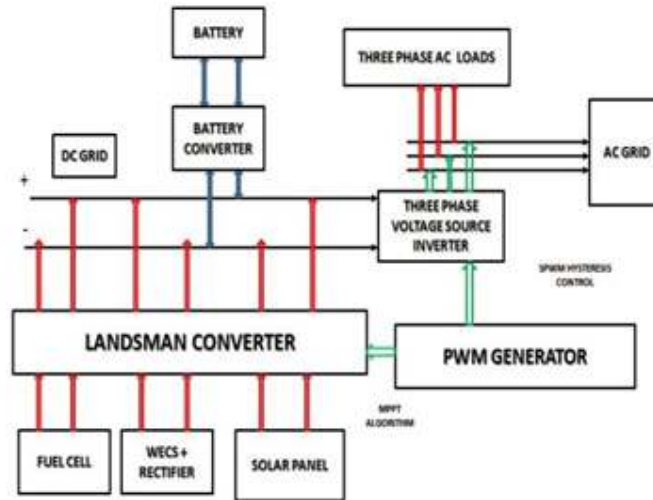 BATTERY
THREE PHASE AC LOADS
BATTERY
CONVERTER
DC GRID
AC GRID
+
-
THREE PHASE
VOLTAGE SOURCE
INVERTER
SPWM HYSTERESIS
CONTROL
LANDSMAN CONVERTER
PWM GENERATOR
MPPT
ALGORITHM
FUEL CELL
WECS +
RECTIFIER
SOLAR PANEL